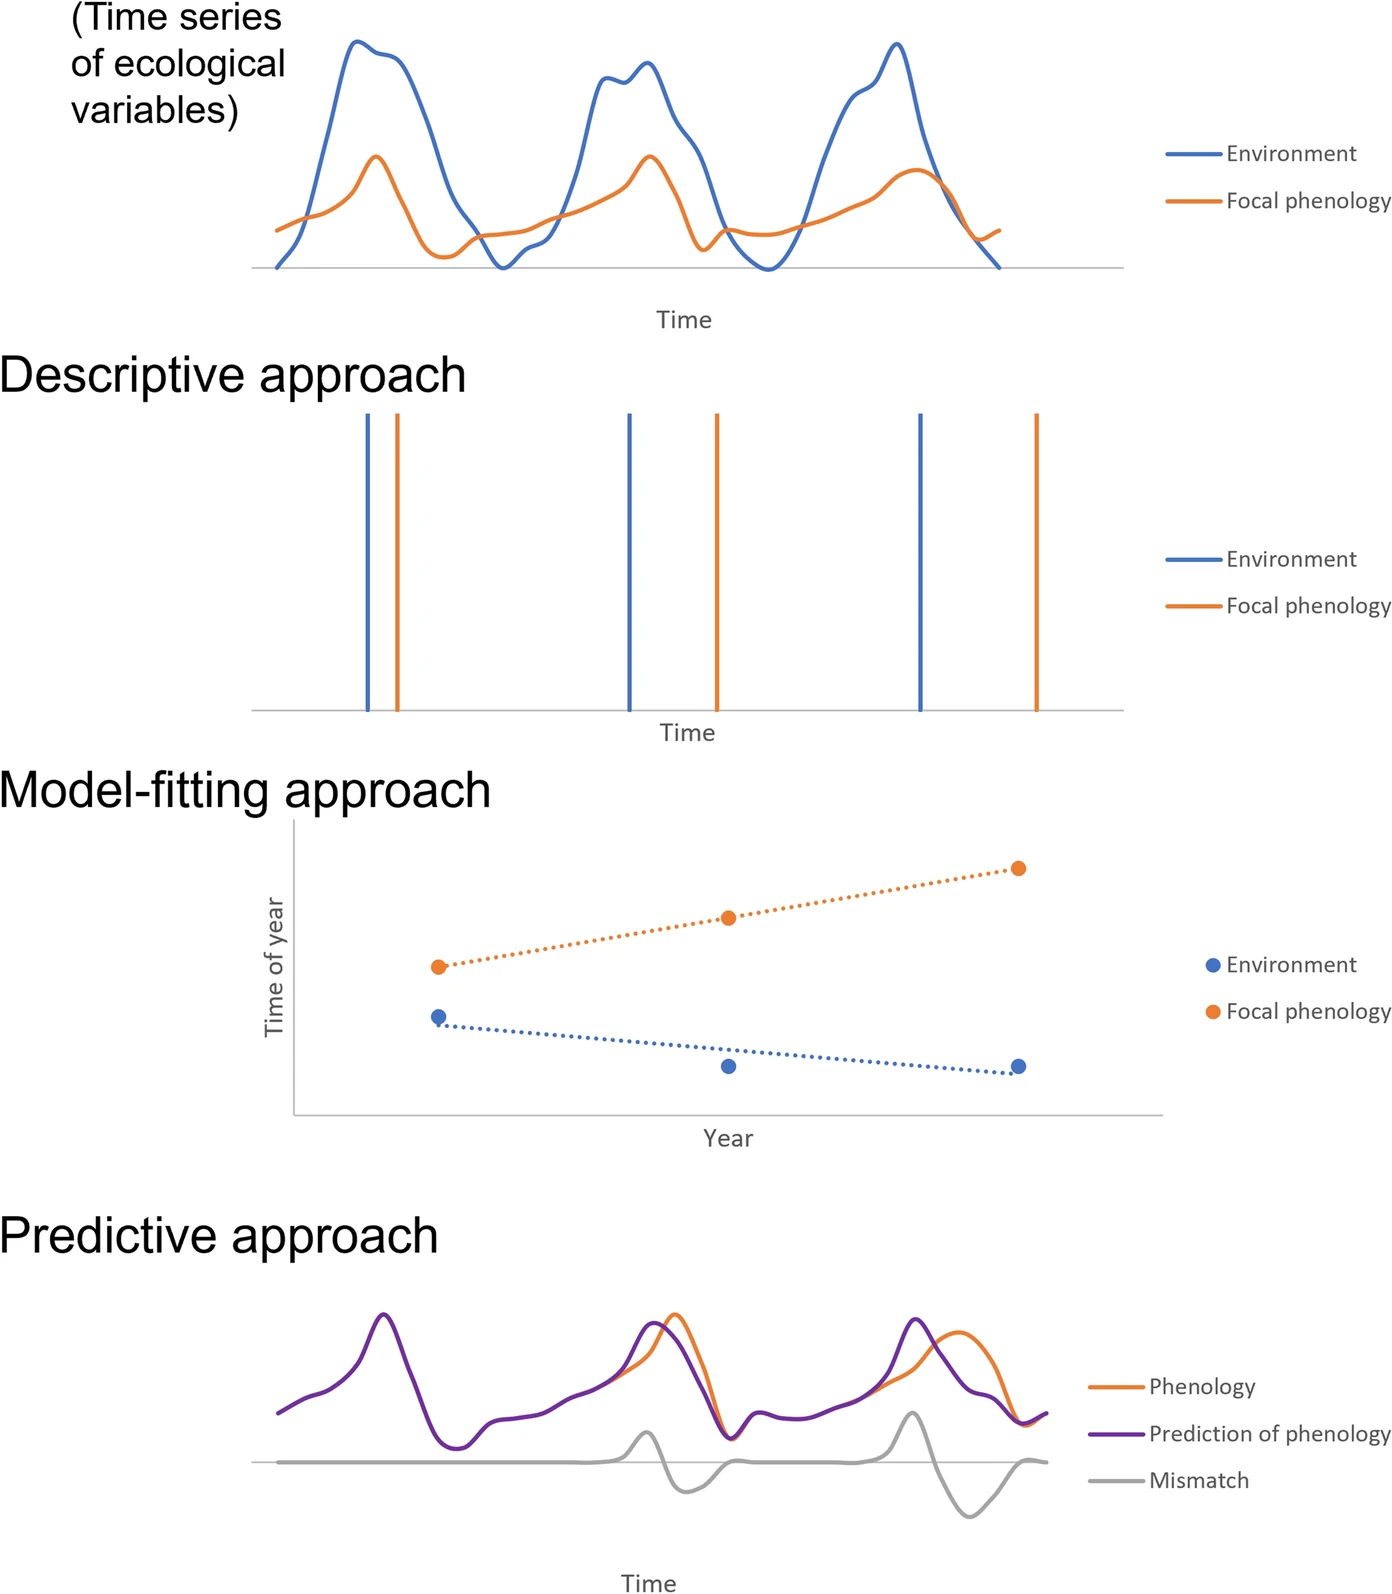 (Time series
of ecological
variables)
Environment
Focal phenology
Time
Descriptive approach
Environment
Focal phenology
Time
Model-fitting approach
Time of year
Environment
Focal phenology
Year
Predictive approach
Phenology
Prediction of phenology
Mismatch
Time